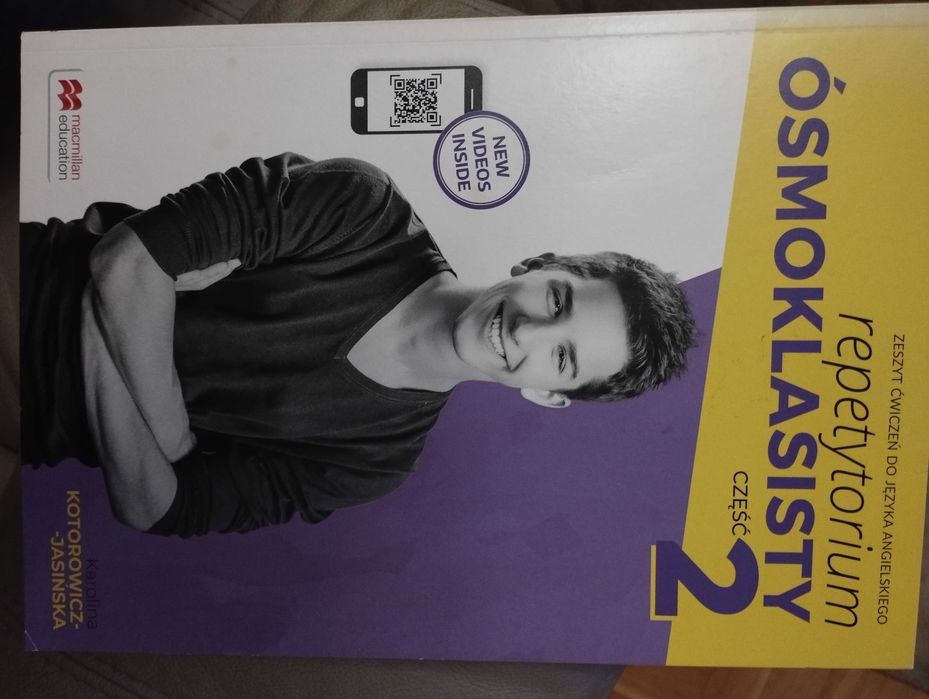 ZESZYT ĆWICZEŃ DO JĘZYKA ANGIELSKIEGO
repetytorium
ÓSMOKLASISTY
CZĘŚĆ 2
NEW
VIDEOS
INSIDE
macmillan
education
Karolina
KOTOROWICZ-
-JASIŃSKA